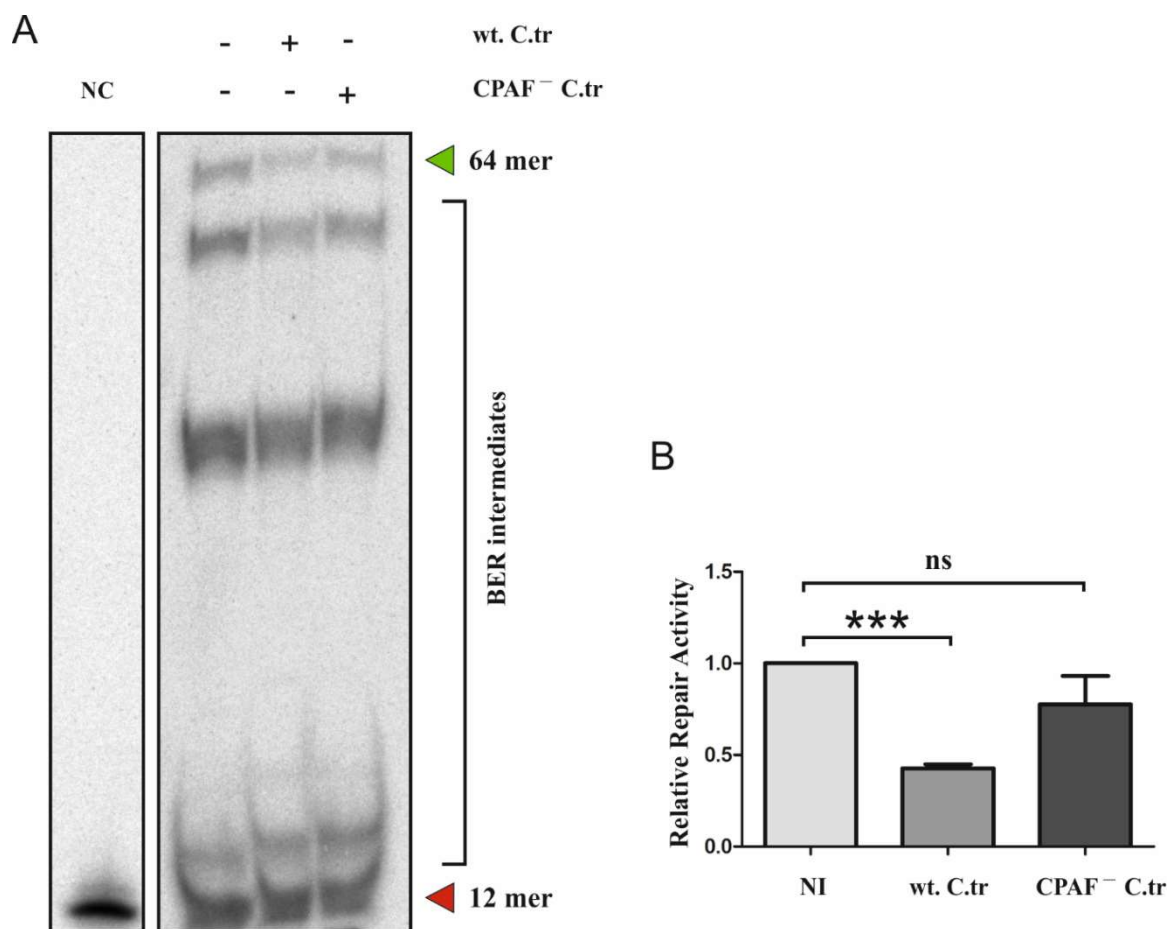 A
- + - wt. C.tr
NC - - + CPAF⁻ C.tr
64 mer
BER intermediates
12 mer
B
ns
***
Relative Repair Activity
1.5
1.0
0.5
0.0
NI wt. C.tr CPAF⁻ C.tr